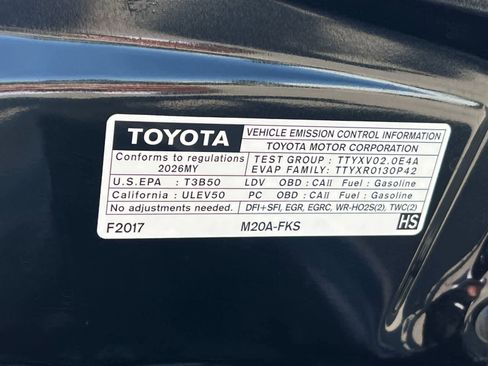 TOYOTA
VEHICLE EMISSION CONTROL INFORMATION
TOYOTA MOTOR CORPORATION
Conforms to regulations
2026MY
TEST GROUP : TTYXV02.0E4A
EVAP FAMILY: TTYXR0130P42
U.S.EPA : T3B50 LDV OBD : CAII Fuel : Gasoline
California : ULEV50 PC OBD : CAII Fuel : Gasoline
No adjustments needed. DFI+SFI, EGR, EGRC, WR-HO2S(2), TWC(2)
F2017 M20A-FKS HS